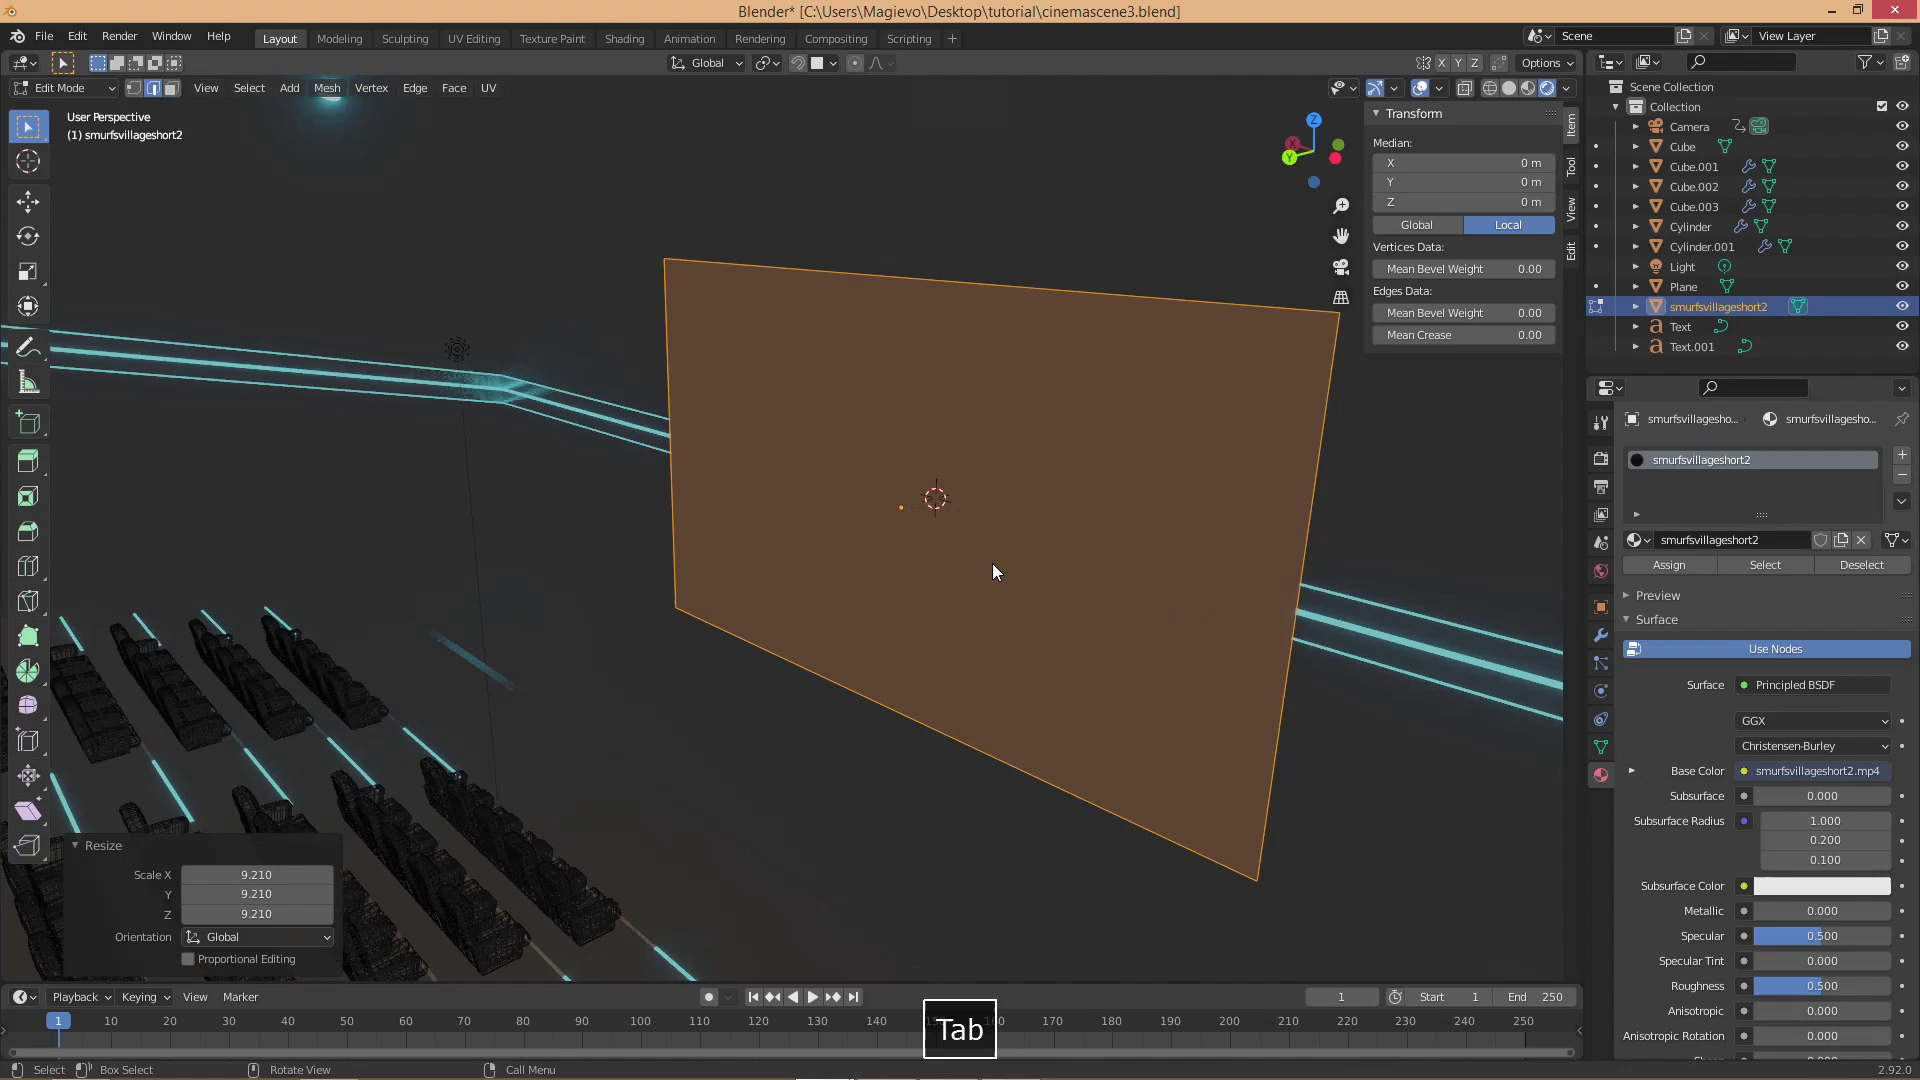 Blender* [C:\Users\Magievo\Desktop\tutorial\cinemascene3.blend]
File Edit Render Window Help Layout Modeling Sculpting UV Editing Texture Paint Shading Animation Rendering Compositing Scripting + Scene View Layer
Global X Y Z Options
Edit Mode View Select Add Mesh Vertex Edge Face UV
User Perspective
(1) smurfsvillageshort2
Z
X
Y
Transform
Median:
X 0 m
Y 0 m
Z 0 m
Global Local
Vertices Data:
Mean Bevel Weight 0.00
Edges Data:
Mean Bevel Weight 0.00
Mean Crease 0.00
Item
Tool
View
Edit
Scene Collection
Collection
Camera
Cube
Cube.001
Cube.002
Cube.003
Cylinder
Cylinder.001
Light
Plane
smurfsvillageshort2
Text
Text.001
smurfsvillagesho... smurfsvillagesho...
smurfsvillageshort2
smurfsvillageshort2
Assign Select Deselect
Preview
Surface
Use Nodes
Surface Principled BSDF
GGX
Christensen-Burley
Base Color smurfsvillageshort2.mp4
Subsurface 0.000
Subsurface Radius 1.000
0.200
0.100
Subsurface Color
Metallic 0.000
Specular 0.500
Specular Tint 0.000
Roughness 0.500
Anisotropic 0.000
Anisotropic Rotation 0.000
Resize
Scale X 9.210
Y 9.210
Z 9.210
Orientation Global
Proportional Editing
Playback Keying View Marker 1 Start 1 End 250
1 10 20 30 40 50 60 70 80 90 100 110 120 130 140 160 170 180 190 200 210 220 230 240 250
Tab
Select Box Select Rotate View Call Menu 2.92.0